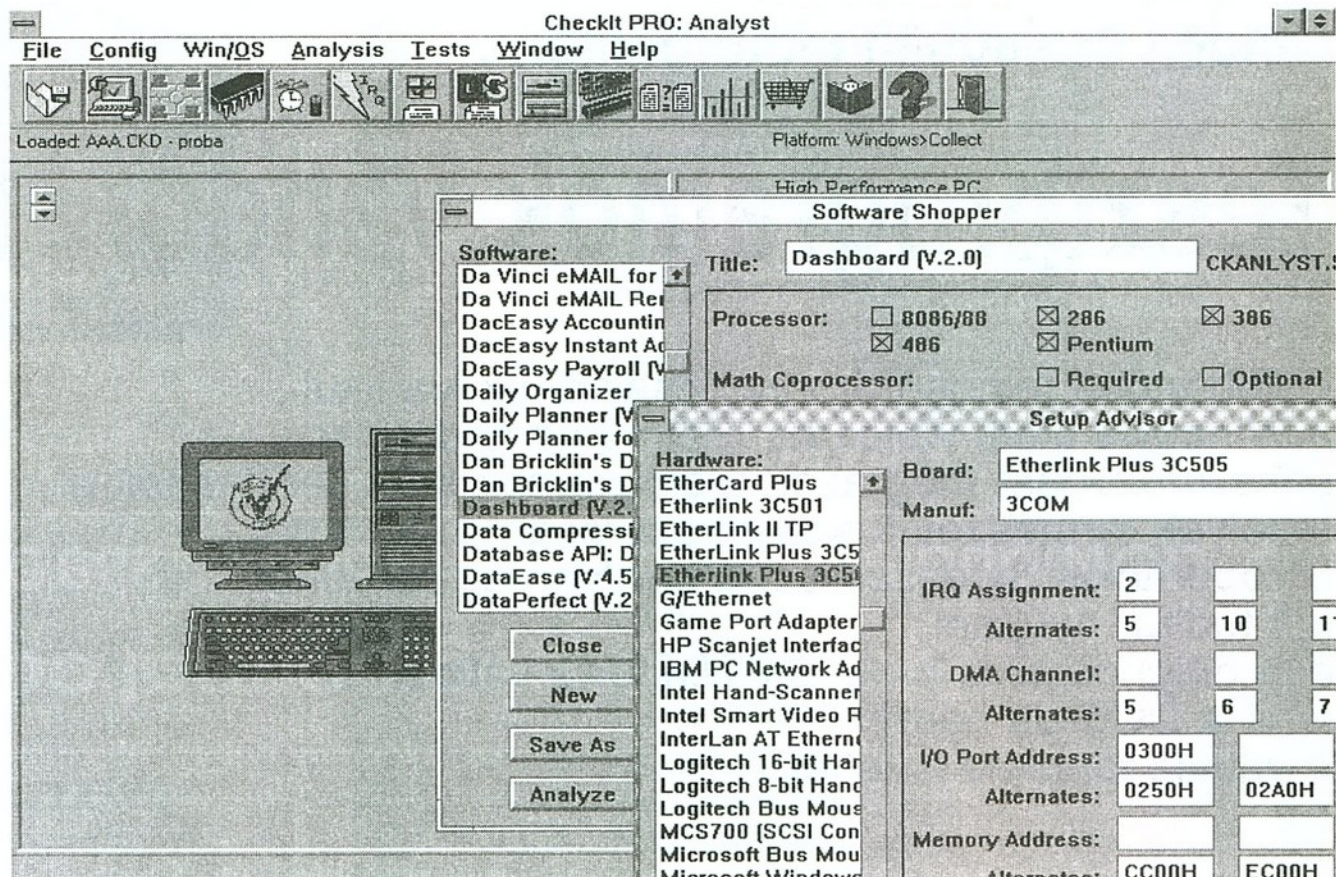 CheckIt PRO: Analyst
File Config Win/OS Analysis Tests Window Help
IRQ
Loaded: AAA.CKD - proba
Platform: Windows>Collect
High Performance PC
Software Shopper
Software:
Da Vinci eMAIL for
Da Vinci eMAIL Rem
DacEasy Accountin
DacEasy Instant Ac
DacEasy Payroll (V
Daily Organizer
Daily Planner (V
Daily Planner fo
Dan Bricklin's D
Dan Bricklin's D
Dashboard (V.2.
Data Compressi
Database API: D
DataEase (V.4.5
DataPerfect (V.2
Close
New
Save As
Analyze
Title: Dashboard (V.2.0) CKANLYST.S
Processor: 8086/88 286 386
486 Pentium
Math Coprocessor: Required Optional
Setup Advisor
Hardware:
EtherCard Plus
Etherlink 3C501
EtherLink II TP
EtherLink Plus 3C5
Etherlink Plus 3C50
G/Ethernet
Game Port Adapter
HP Scanjet Interfac
IBM PC Network Ad
Intel Hand-Scanner
Intel Smart Video R
InterLan AT Etherne
Logitech 16-bit Han
Logitech 8-bit Hand
Logitech Bus Mous
MCS700 (SCSI Con
Microsoft Bus Mou
Microsoft Windows
Board: Etherlink Plus 3C505
Manuf: 3COM
IRQ Assignment: 2
Alternates: 5 10 11
DMA Channel:
Alternates: 5 6 7
I/O Port Address: 0300H
Alternates: 0250H 02A0H
Memory Address:
Alternates: CC00H EC00H